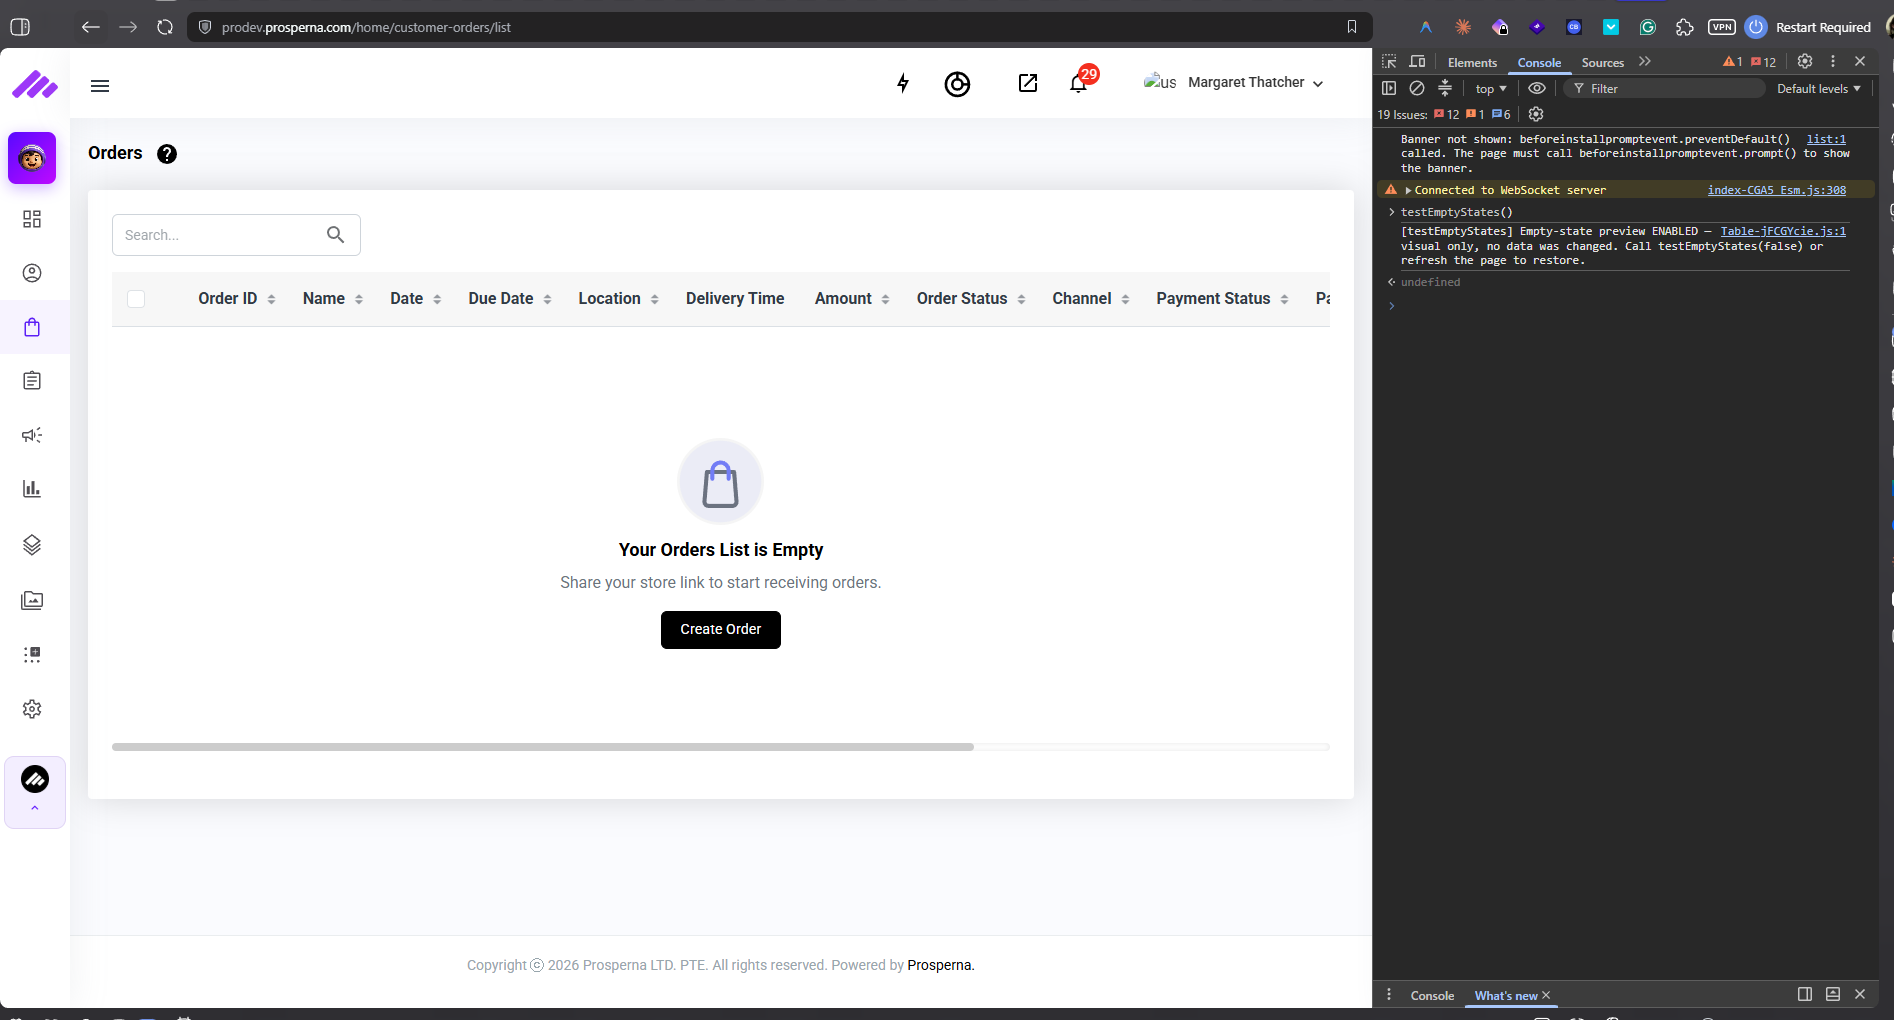 prodev.prosperna.com/home/customer-orders/list
VPN
Restart Required
29
us
Margaret Thatcher
Orders
Search...
Order ID
Name
Date
Due Date
Location
Delivery Time
Amount
Order Status
Channel
Payment Status
Pa
Your Orders List is Empty
Share your store link to start receiving orders.
Create Order
Copyright © 2026 Prosperna LTD. PTE. All rights reserved. Powered by Prosperna.
Elements
Console
Sources
1
12
top
Filter
Default levels
19 Issues: 12 1 6
Banner not shown: beforeinstallpromptevent.preventDefault() list:1
called. The page must call beforeinstallpromptevent.prompt() to show
the banner.
Connected to WebSocket server index-CGA5_Esm.js:308
testEmptyStates()
[testEmptyStates] Empty-state preview ENABLED — Table-jFCGYcie.js:1
visual only, no data was changed. Call testEmptyStates(false) or
refresh the page to restore.
undefined
Console
What's new